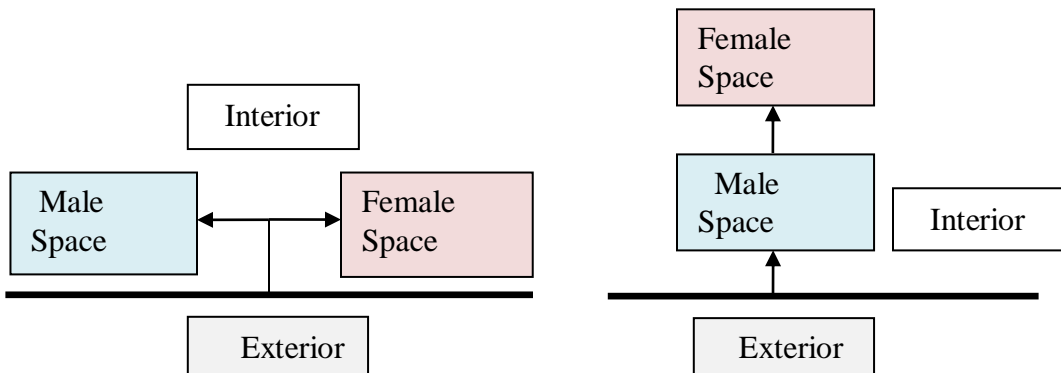 Interior
Male
Space
Female
Space
Exterior
Female
Space
Male
Space
Interior
Exterior